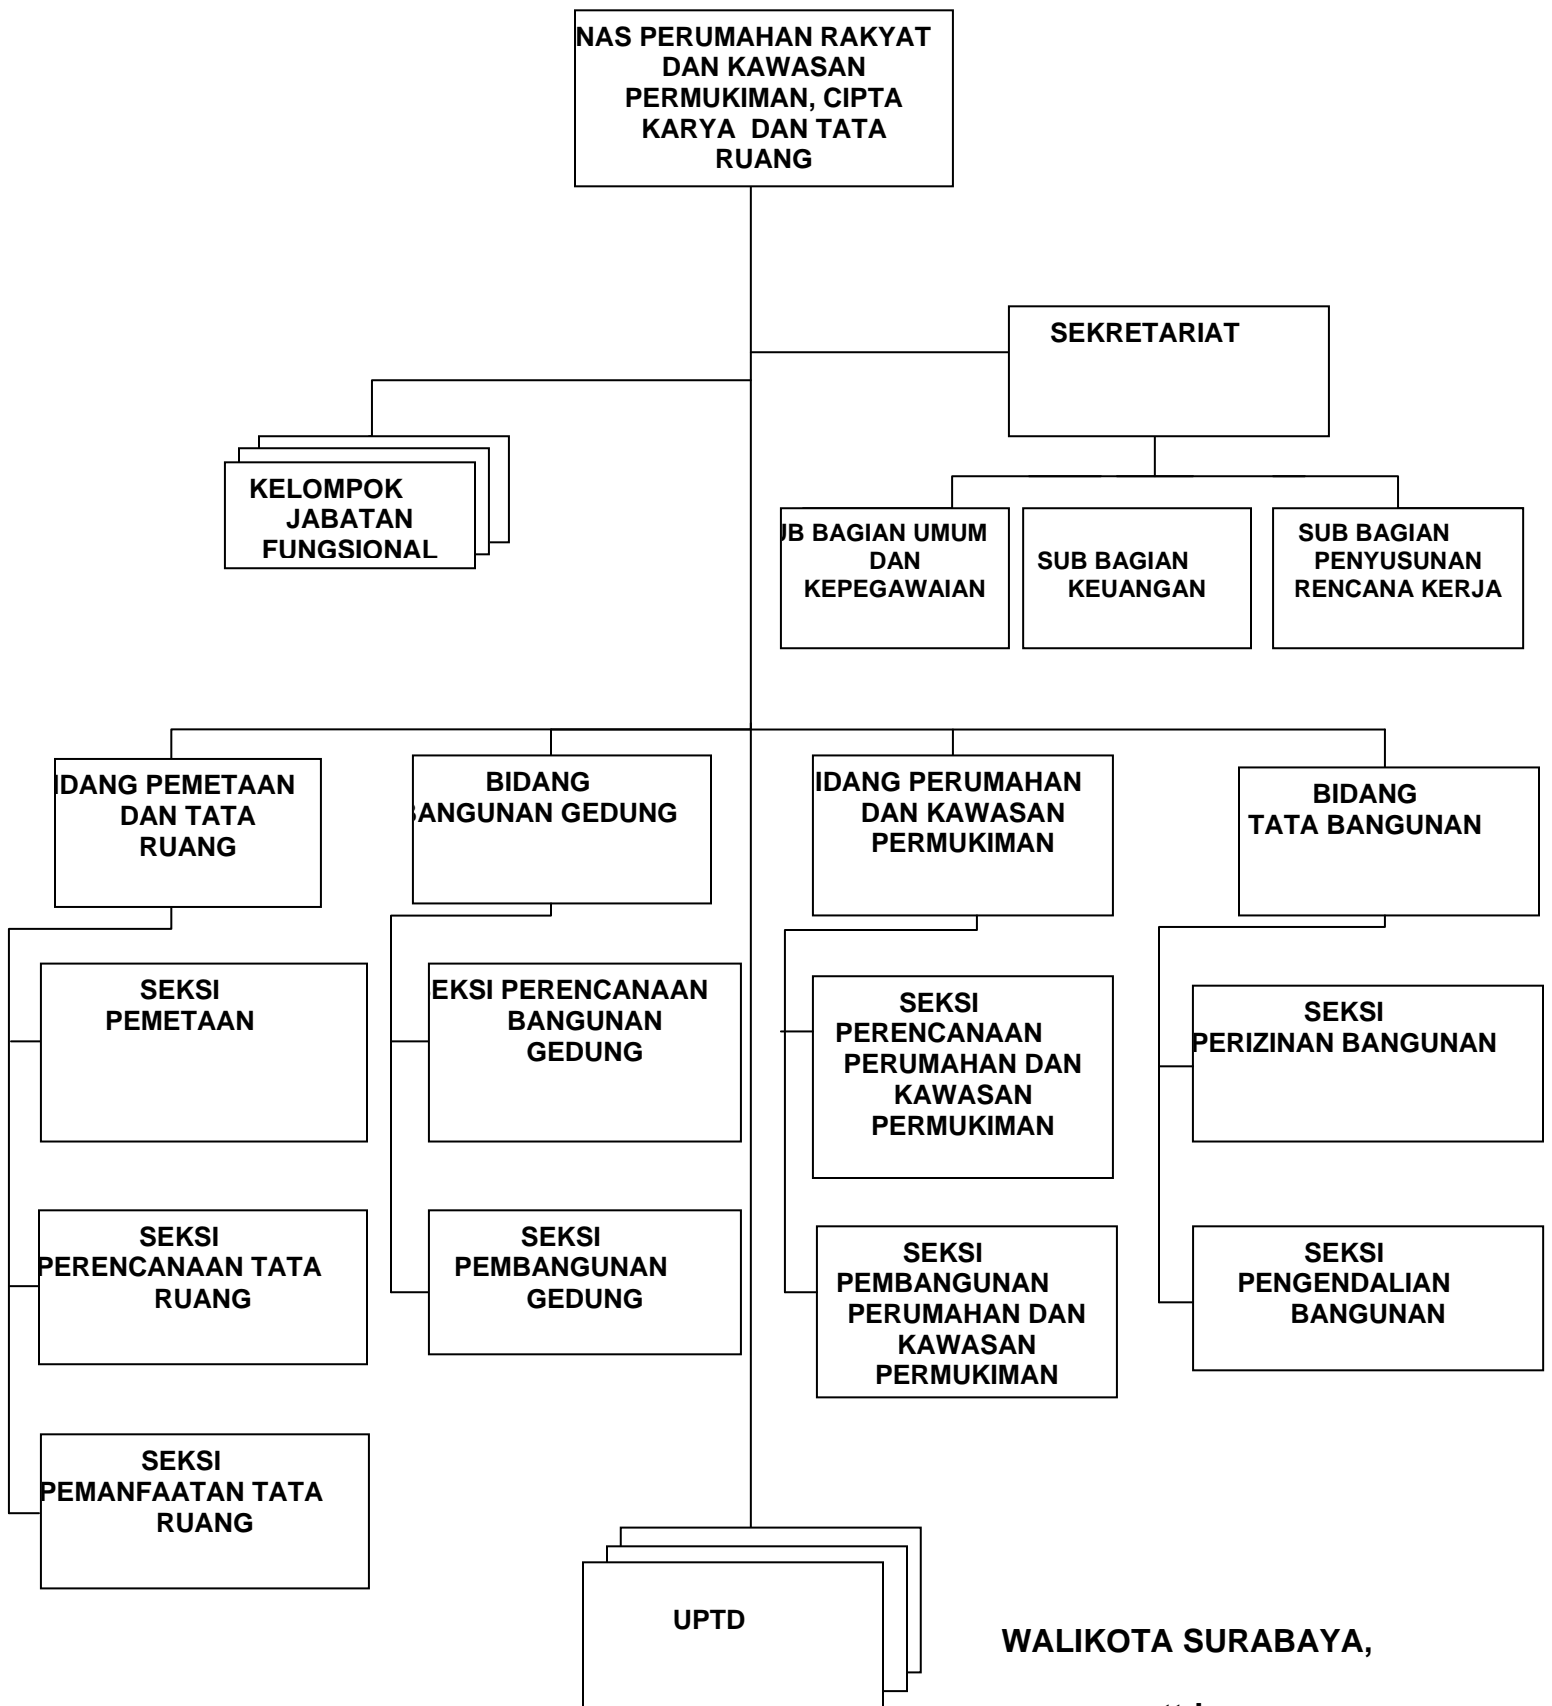 NAS PERUMAHAN RAKYAT
DAN KAWASAN
PERMUKIMAN, CIPTA
KARYA DAN TATA
RUANG
SEKRETARIAT
KELOMPOK
JABATAN
FUNGSIONAL
UB BAGIAN UMUM
DAN
KEPEGAWAIAN
SUB BAGIAN
KEUANGAN
SUB BAGIAN
PENYUSUNAN
RENCANA KERJA
IDANG PEMETAAN
DAN TATA
RUANG
BIDANG
BANGUNAN GEDUNG
IDANG PERUMAHAN
DAN KAWASAN
PERMUKIMAN
BIDANG
TATA BANGUNAN
SEKSI
PEMETAAN
EKSI PERENCANAAN
BANGUNAN
GEDUNG
SEKSI
PERENCANAAN
PERUMAHAN DAN
KAWASAN
PERMUKIMAN
SEKSI
PERIZINAN BANGUNAN
SEKSI
PERENCANAAN TATA
RUANG
SEKSI
PEMBANGUNAN
GEDUNG
SEKSI
PEMBANGUNAN
PERUMAHAN DAN
KAWASAN
PERMUKIMAN
SEKSI
PENGENDALIAN
BANGUNAN
SEKSI
PEMANFAATAN TATA
RUANG
UPTD
WALIKOTA SURABAYA,